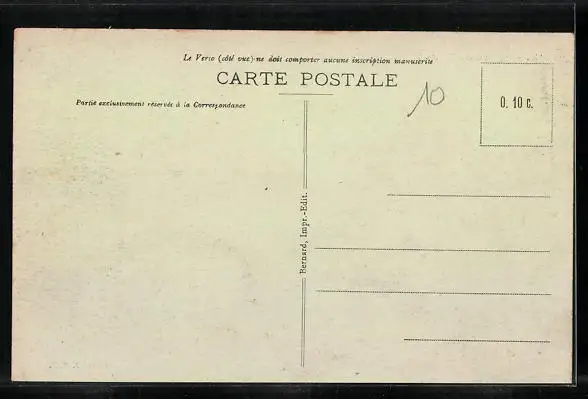 Le Verso (côté vue) ne doit comporter aucune inscription manuscrite
CARTE POSTALE
10
0. 10 c.
Partie exclusivement réservée à la Correspondance
Bernard, Impr.-Edit.